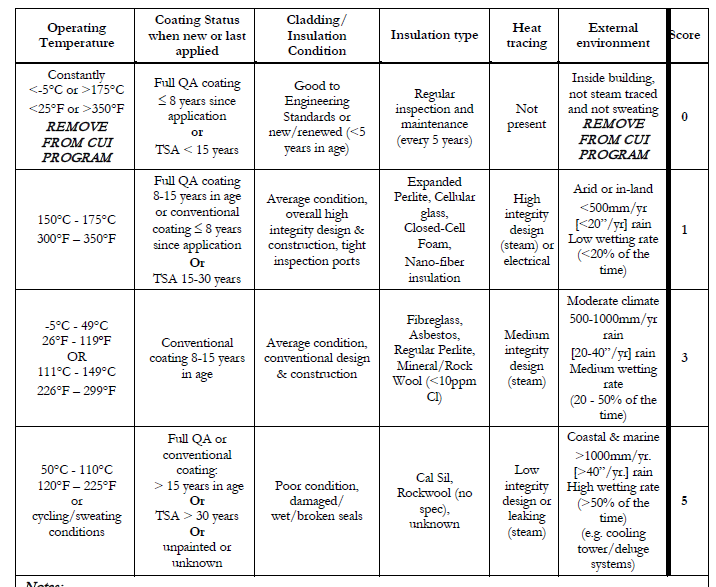 Operating
Temperature
Coating Status
when new or last
applied
Cladding/
Insulation
Condition
Insulation type
Heat
tracing
External
environment
Score
Constantly
<-5°C or >175°C
<25°F or >350°F
REMOVE
FROM CUI
PROGRAM
Full QA coating
≤ 8 years since
application
or
TSA < 15 years
Good to
Engineering
Standards or
new/renewed (<5
years in age)
Regular
inspection and
maintenance
(every 5 years)
Not
present
Inside building,
not steam traced
and not sweating
REMOVE
FROM CUI
PROGRAM
0
150°C - 175°C
300°F – 350°F
Full QA coating
8-15 years in age
or conventional
coating ≤ 8 years
since application
Or
TSA 15-30 years
Average condition,
overall high
integrity design &
construction, tight
inspection ports
Expanded
Perlite, Cellular
glass,
Closed-Cell
Foam,
Nano-fiber
insulation
High
integrity
design
(steam) or
electrical
Arid or in-land
<500mm/yr
[<20”/yr] rain
Low wetting rate
(<20% of the
time)
1
-5°C - 49°C
26°F - 119°F
OR
111°C - 149°C
226°F – 299°F
Conventional
coating 8-15 years
in age
Average condition,
conventional design
& construction
Fibreglass,
Asbestos,
Regular Perlite,
Mineral/Rock
Wool (<10ppm
Cl)
Medium
integrity
design
(steam)
Moderate climate
500-1000mm/yr
rain
[20-40”/yr] rain
Medium wetting
rate
(20 - 50% of the
time)
3
50°C - 110°C
120°F – 225°F
or
cycling/sweating
conditions
Full QA or
conventional
coating:
> 15 years in age
Or
TSA > 30 years
Or
unpainted or
unknown
Poor condition,
damaged/
wet/broken seals
Cal Sil,
Rockwool (no
spec),
unknown
Low
integrity
design or
leaking
(steam)
Coastal & marine
>1000mm/yr.
[>40”/yr.] rain
High wetting rate
(>50% of the
time)
(e.g. cooling
tower/deluge
systems)
5
Notes: